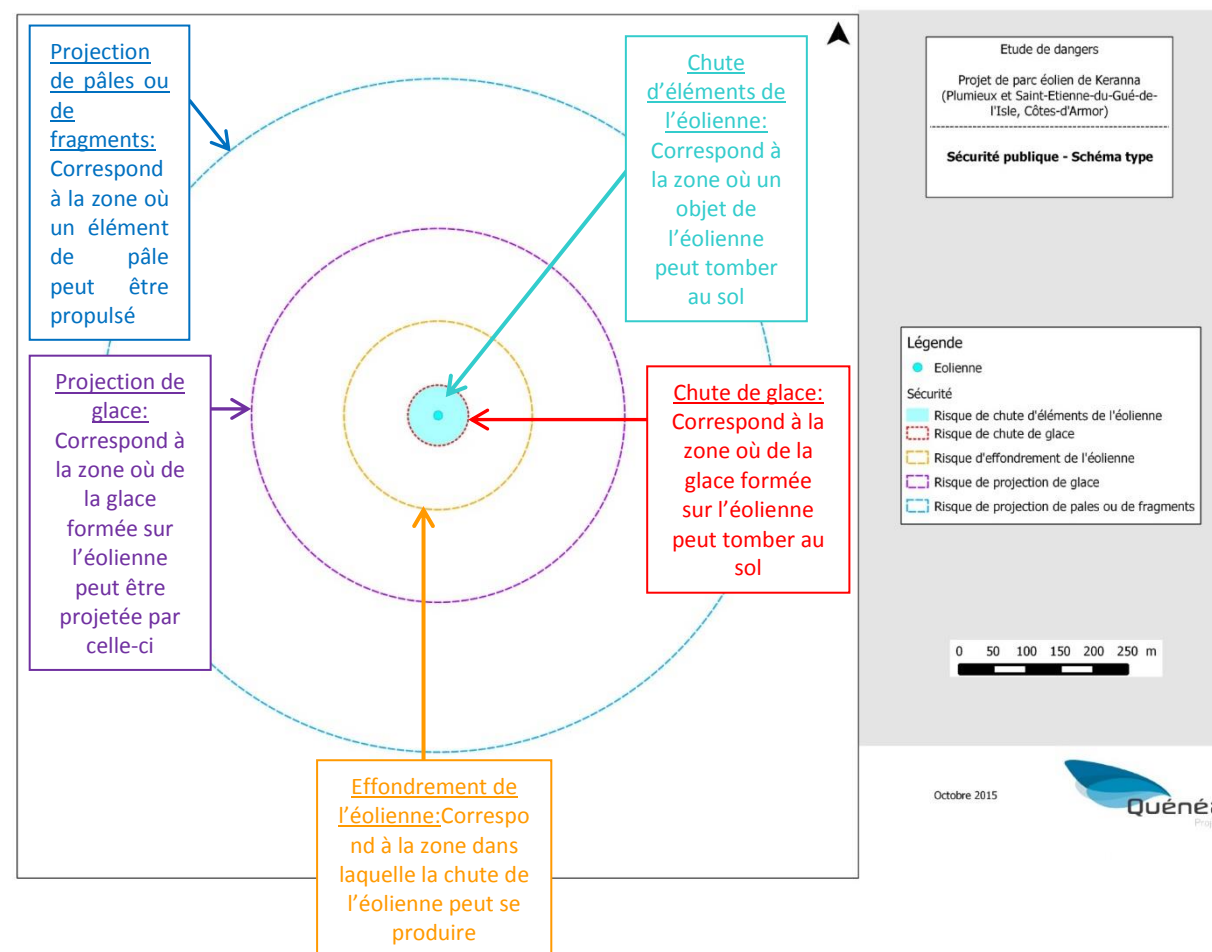 Projection
de pâles ou
de
fragments:
Correspond
à la zone où
un élément
de pâle
peut être
propulsé
Chute
d'éléments de
l'éolienne:
Correspond à
la zone où un
objet de
l'éolienne
peut tomber
au sol
Projection de
glace:
Correspond à
la zone où de
la glace
formée sur
l'éolienne
peut être
projetée par
celle-ci
Chute de glace:
Correspond à la
zone où de la
glace formée
sur l'éolienne
peut tomber au
sol
Effondrement de
l'éolienne:Correspo
nd à la zone dans
laquelle la chute de
l'éolienne peut se
produire
Etude de dangers
Projet de parc éolien de Keranna
(Plumieux et Saint-Etienne-du-Gué-de-
l'Isle, Côtes-d'Armor)
Sécurité publique - Schéma type
Légende
Eolienne
Sécurité
Risque de chute d'éléments de l'éolienne
Risque de chute de glace
Risque d'effondrement de l'éolienne
Risque de projection de glace
Risque de projection de pales ou de fragments
0 50 100 150 200 250 m
Octobre 2015